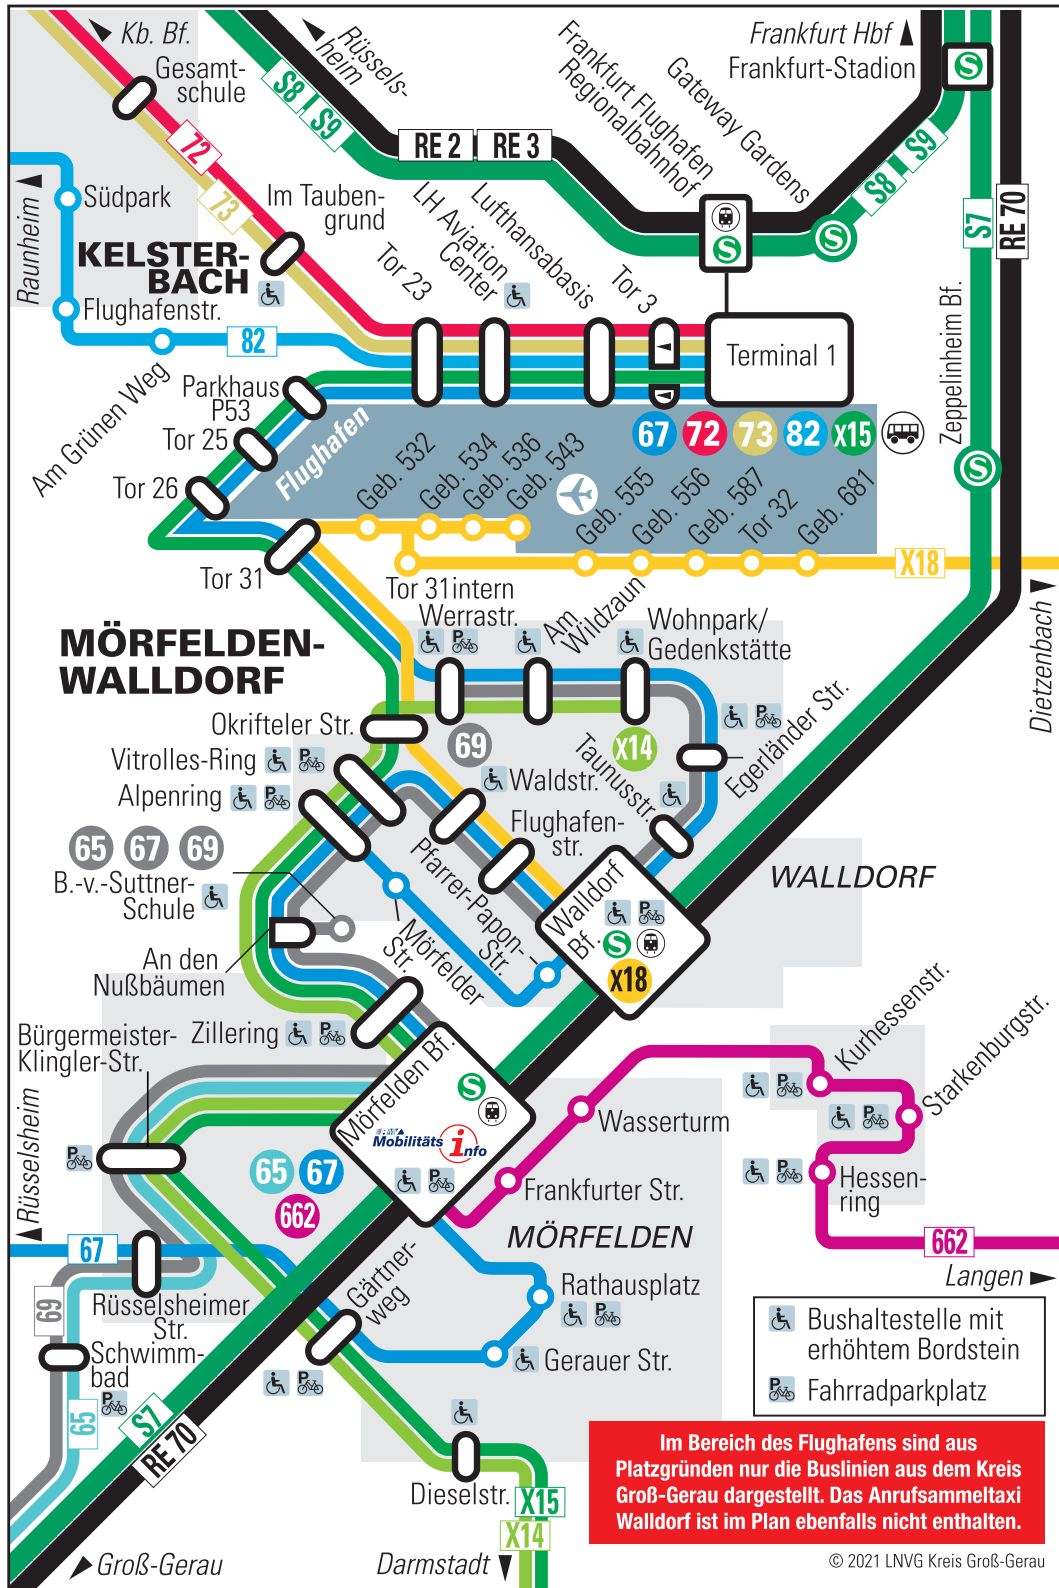 Kb. Bf.
Rüssels-
heim
Frankfurt Hbf
Frankfurt-Stadion
S
Gesamt-
schule
Frankfurt Flughafen
Regionalbahnhof
Gateway Gardens
S8
S9
RE 2
RE 3
72
73
S8
S9
S7
RE 70
Raunheim
Südpark
Im Tauben-
grund
KELSTER-
BACH
Flughafenstr.
82
Am Grünen Weg
Tor 23
LH Aviation
Center
Lufthansabasis
Tor 3
S
S
Terminal 1
Zeppelinheim Bf.
S
Parkhaus
P53
Tor 25
Tor 26
Flughafen
67
72
73
82
X15
Geb. 532
Geb. 534
Geb. 536
Geb. 543
Geb. 555
Geb. 556
Geb. 587
Tor 32
Geb. 681
X18
Tor 31
Tor 31intern
Dietzenbach
MÖRFELDEN-
WALLDORF
Werrastr.
P
Am
Wildzaun
Wohnpark/
Gedenkstätte
Okrifteler Str.
69
X14
P
Egerländer Str.
Taunusstr.
Vitrolles-Ring
P
Alpenring
P
Waldstr.
Flughafen-
str.
65
67
69
B.-v.-Suttner-
Schule
Pfarrer-Papon-
Str.
Mörfelder
Str.
Walldorf
Bf.
P
S
X18
WALLDORF
An den
Nußbäumen
Zillering
P
Bürgermeister-
Klingler-Str.
P
Rüsselsheim
Mörfelden Bf.
S
RMV
Mobilitäts
info
P
65
67
662
Kurhessenstr.
P
Starkenburgstr.
P
Hessen-
ring
P
Wasserturm
Frankfurter Str.
MÖRFELDEN
662
Langen
67
69
Rüsselsheimer
Str.
Schwimm-
bad
P
65
S7
RE 70
Gärtner-
weg
P
Rathausplatz
P
Gerauer Str.
Dieselstr.
X15
X14
Groß-Gerau
Darmstadt
Bushaltestelle mit
erhöhtem Bordstein
P
Fahrradparkplatz
Im Bereich des Flughafens sind aus
Platzgründen nur die Buslinien aus dem Kreis
Groß-Gerau dargestellt. Das Anrufsammeltaxi
Walldorf ist im Plan ebenfalls nicht enthalten.
© 2021 LNVG Kreis Groß-Gerau